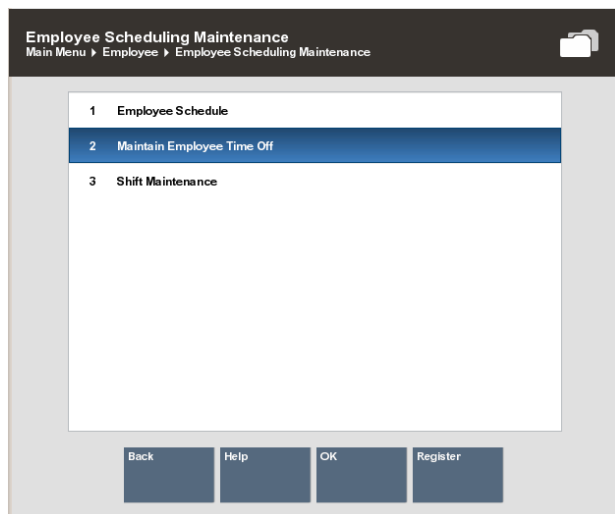 Employee Scheduling Maintenance
Main Menu ▸ Employee ▸ Employee Scheduling Maintenance
1 Employee Schedule
2 Maintain Employee Time Off
3 Shift Maintenance
Back Help OK Register